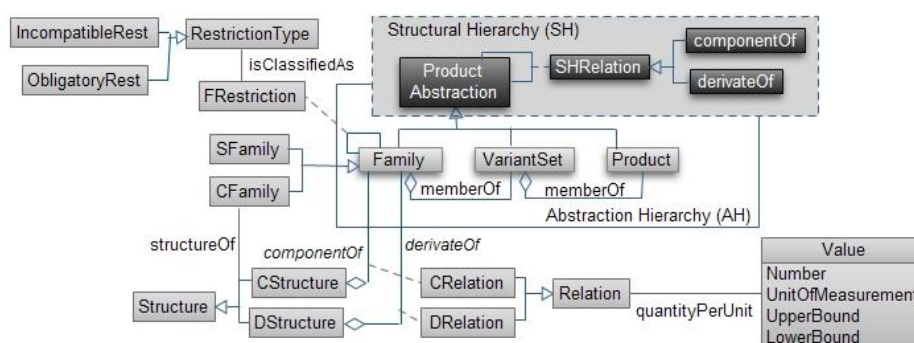 IncompatibleRest
RestrictionType
ObligatoryRest
isClassifiedAs
FRestriction
Structural Hierarchy (SH)
Product
Abstraction
SHRelation
componentOf
derivateOf
SFamily
CFamily
Family
VariantSet
Product
memberOf
memberOf
Abstraction Hierarchy (AH)
structureOf
componentOf
derivateOf
CStructure
Structure
DStructure
CRelation
DRelation
Relation
quantityPerUnit
Value
Number
UnitOfMeasurement
UpperBound
LowerBound